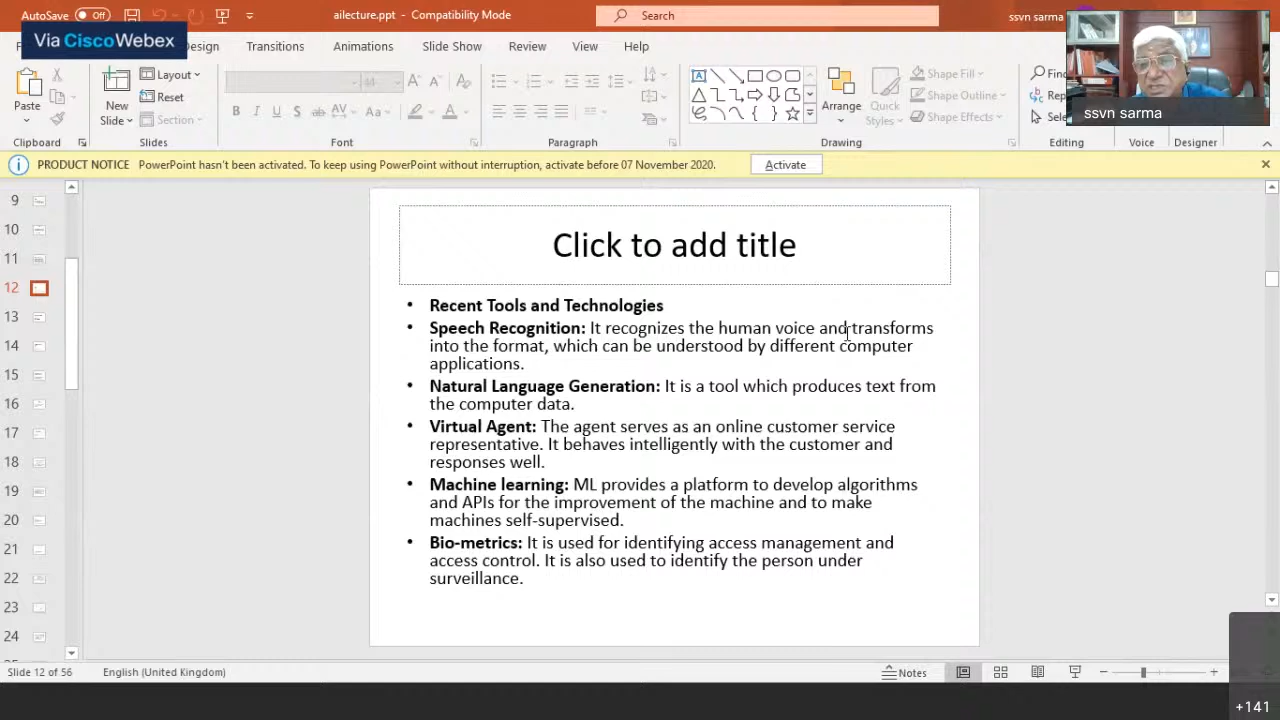 AutoSave Off
ailecture.ppt - Compatibility Mode
Search
ssvn sarma
Via Cisco Webex
Design Transitions Animations Slide Show Review View Help
Paste
New
Slide
Layout
Reset
Section
44
Arrange
Quick
Styles
Shape Fill
Shape Outline
Shape Effects
ssvn sarma
Clipboard Slides Font Paragraph Drawing Editing Voice Designer
PRODUCT NOTICE PowerPoint hasn't been activated. To keep using PowerPoint without interruption, activate before 07 November 2020. Activate
9
10
11
12
13
14
15
16
17
18
19
20
21
22
23
24
Click to add title
• Recent Tools and Technologies
• Speech Recognition: It recognizes the human voice and transforms
into the format, which can be understood by different computer
applications.
• Natural Language Generation: It is a tool which produces text from
the computer data.
• Virtual Agent: The agent serves as an online customer service
representative. It behaves intelligently with the customer and
responses well.
• Machine learning: ML provides a platform to develop algorithms
and APIs for the improvement of the machine and to make
machines self-supervised.
• Bio-metrics: It is used for identifying access management and
access control. It is also used to identify the person under
surveillance.
Slide 12 of 56 English (United Kingdom) Notes
+141